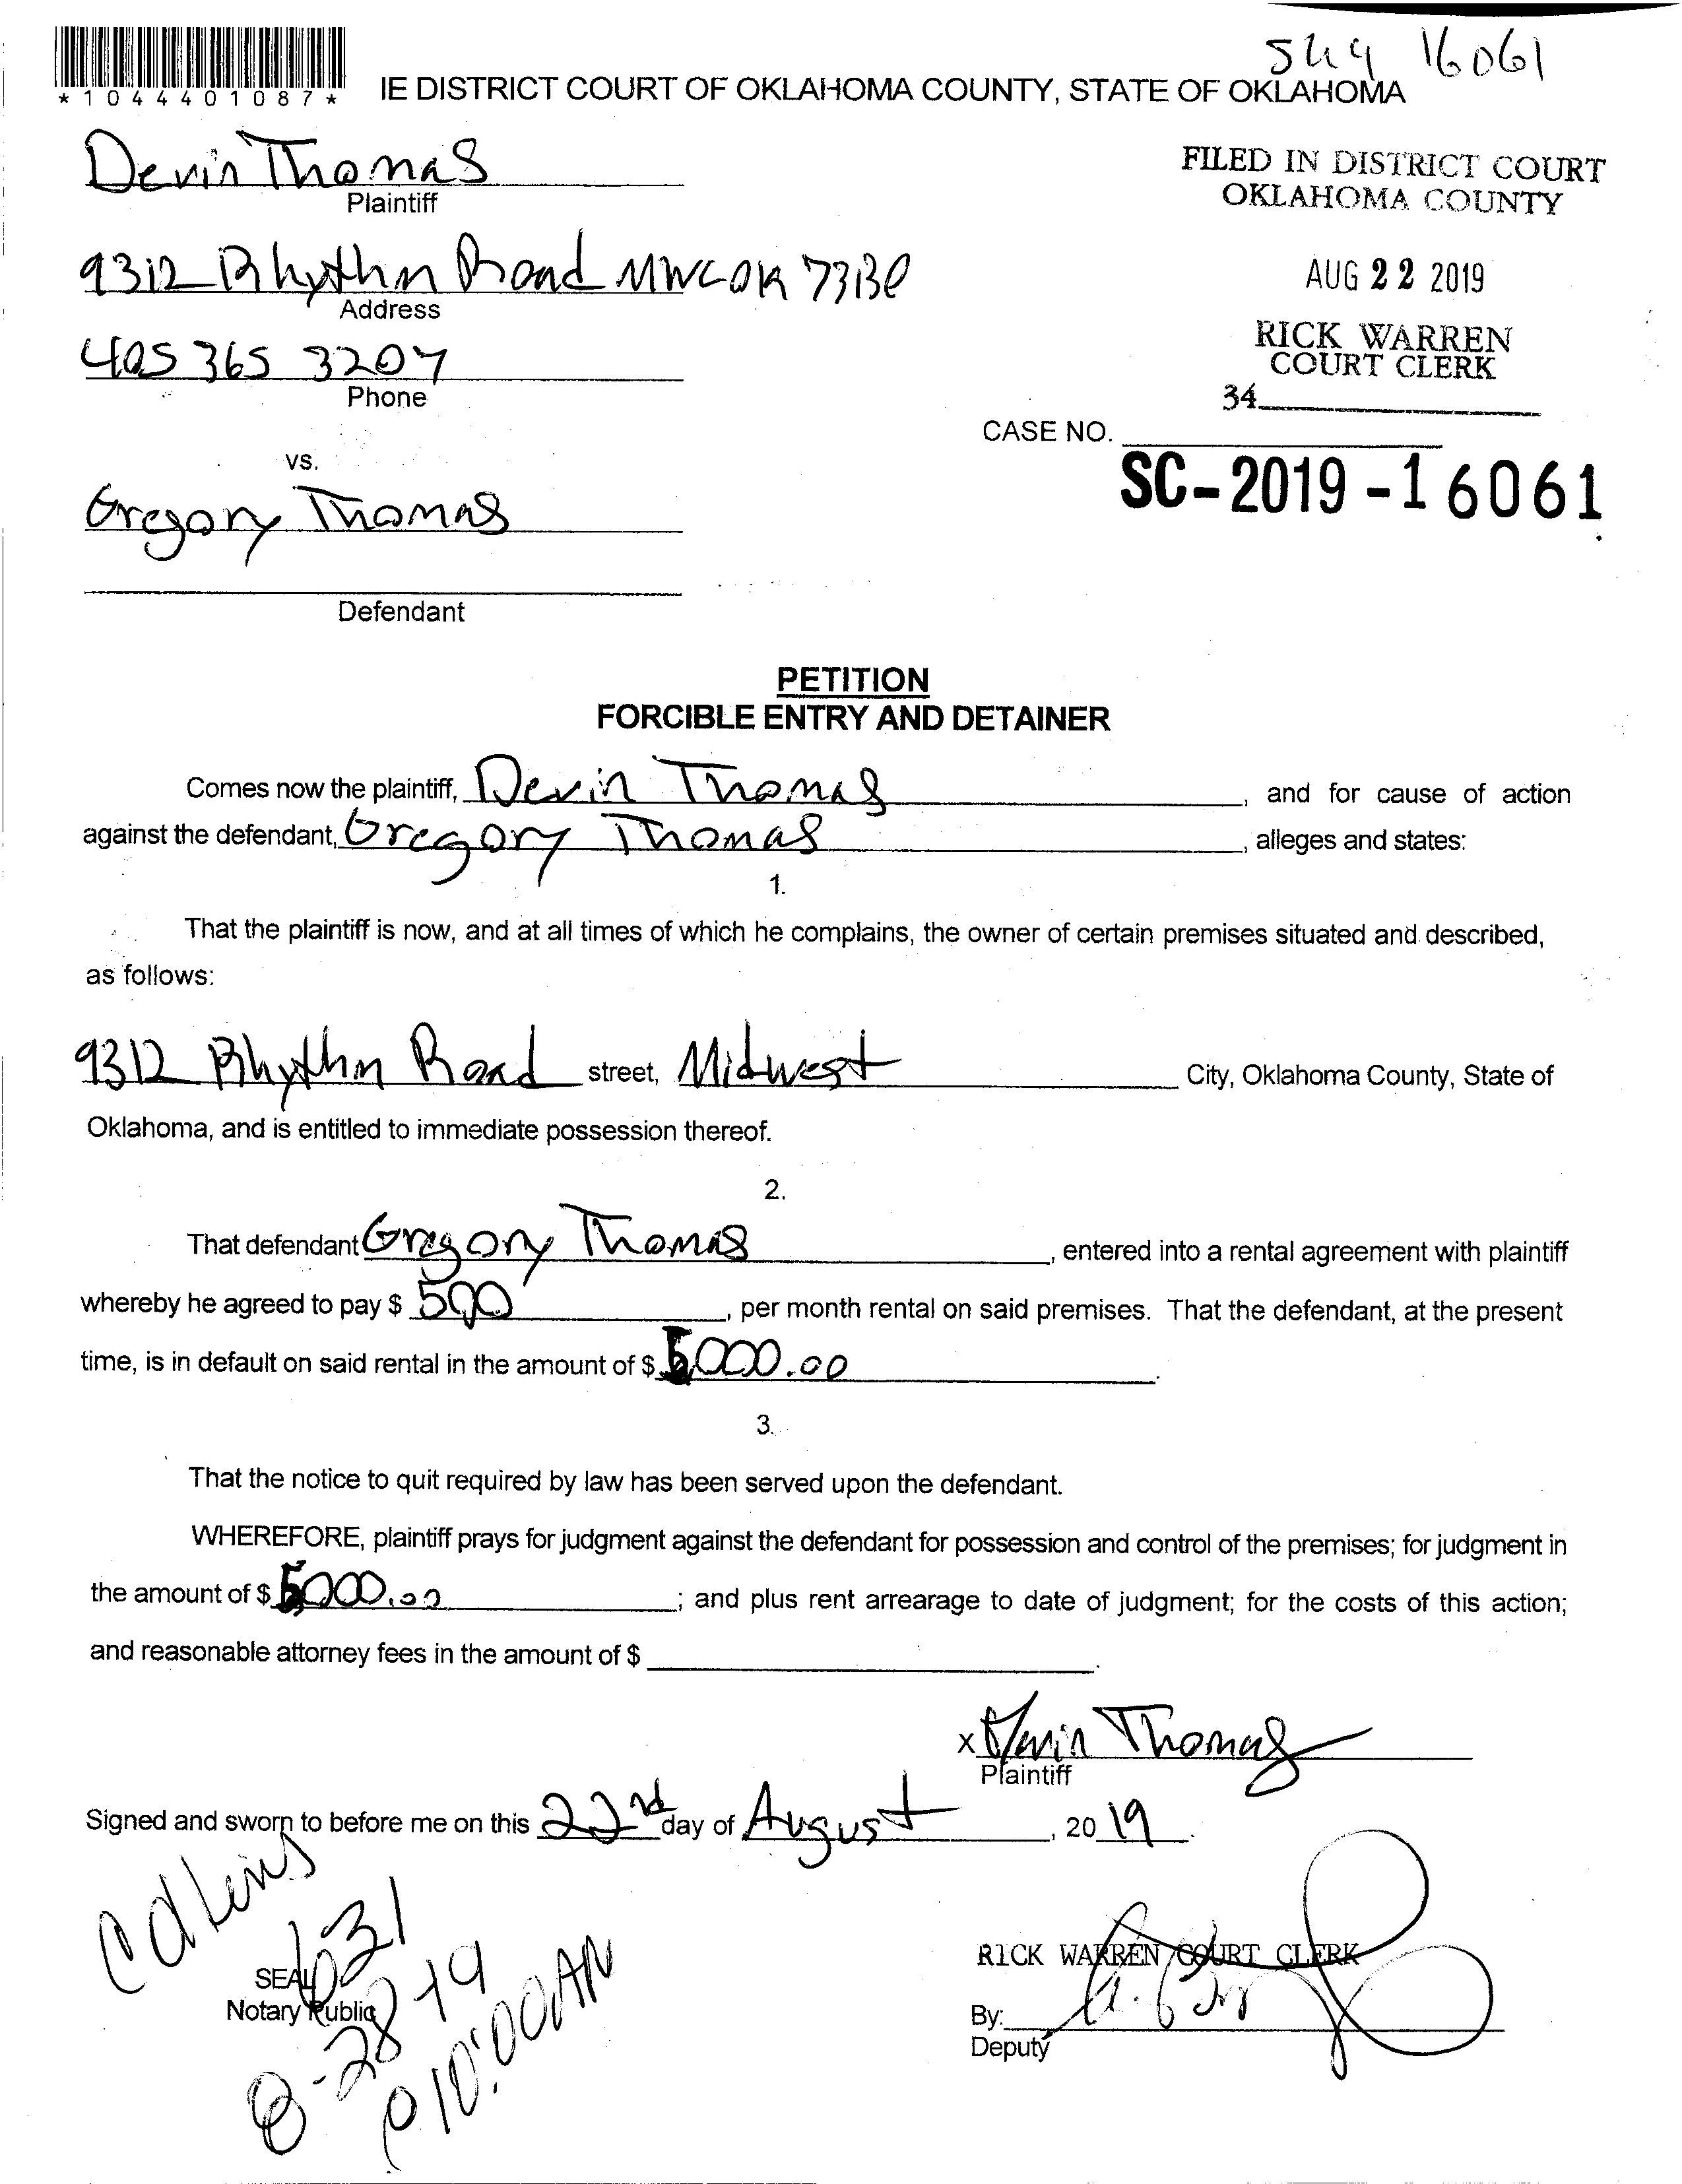 16061
*1044401087*
IE DISTRICT COURT OF OKLAHOMA COUNTY, STATE OF OKLAHOMA
Devin Thomas
Plaintiff
FILED IN DISTRICT COURT
OKLAHOMA COUNTY
9312 Rhythm Road MWC OK 73130
Address
AUG 22 2019
RICK WARREN
COURT CLERK
405 365 3207
Phone
34
CASE NO.
SC-2019-16061
vs.
Gregory Thomas
Defendant
PETITION
FORCIBLE ENTRY AND DETAINER
Comes now the plaintiff, Devin Thomas, and for cause of action
against the defendant, Gregory Thomas, alleges and states:
1.
That the plaintiff is now, and at all times of which he complains, the owner of certain premises situated and described,
as follows:
9312 Rhythm Road street, Midwest City, Oklahoma County, State of
Oklahoma, and is entitled to immediate possession thereof.
2.
That defendant Gregory Thomas, entered into a rental agreement with plaintiff
whereby he agreed to pay $ 500, per month rental on said premises. That the defendant, at the present
time, is in default on said rental in the amount of $ 5,000.00.
3.
That the notice to quit required by law has been served upon the defendant.
WHEREFORE, plaintiff prays for judgment against the defendant for possession and control of the premises; for judgment in
the amount of $ 5,000.00; and plus rent arrearage to date of judgment; for the costs of this action;
and reasonable attorney fees in the amount of $ .
x Devin Thomas
Plaintiff
Signed and sworn to before me on this 22nd day of August, 2019.
631
SEAL
Notary Public
8-28-19
10:00AM
RICK WARREN COURT CLERK
By:
Deputy